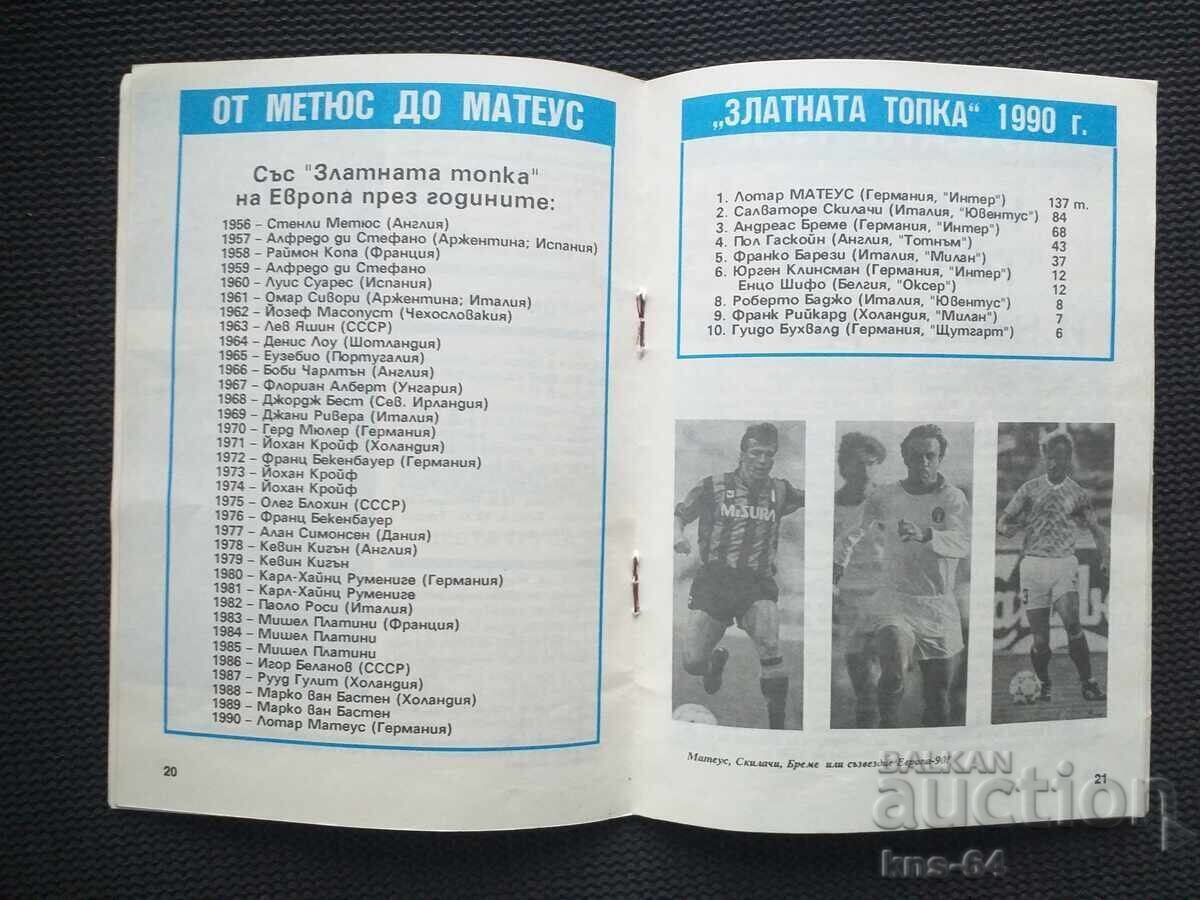 ОТ МЕТЮС ДО МАТЕУС
Със "Златната топка"
на Европа през годините:
1956 – Стенли Метюс (Англия)
1957 – Алфредо ди Стефано (Аржентина; Испания)
1958 – Раймон Копа (Франция)
1959 – Алфредо ди Стефано
1960 – Луис Суарес (Испания)
1961 – Омар Сивори (Аржентина; Италия)
1962 – Йозеф Масопуст (Чехословакия)
1963 – Лев Яшин (СССР)
1964 – Денис Лоу (Шотландия)
1965 – Еузебио (Португалия)
1966 – Боби Чарлтън (Англия)
1967 – Флориан Алберт (Унгария)
1968 – Джордж Бест (Сев. Ирландия)
1969 – Джани Ривера (Италия)
1970 – Герд Мюлер (Германия)
1971 – Йохан Кройф (Холандия)
1972 – Франц Бекенбауер (Германия)
1973 – Йохан Кройф
1974 – Йохан Кройф
1975 – Олег Блохин (СССР)
1976 – Франц Бекенбауер
1977 – Алан Симонсен (Дания)
1978 – Кевин Кигън (Англия)
1979 – Кевин Кигън
1980 – Карл-Хайнц Румениге (Германия)
1981 – Карл-Хайнц Румениге
1982 – Паоло Роси (Италия)
1983 – Мишел Платини (Франция)
1984 – Мишел Платини
1985 – Мишел Платини
1986 – Игор Беланов (СССР)
1987 – Рууд Гулит (Холандия)
1988 – Марко ван Бастен (Холандия)
1989 – Марко ван Бастен
1990 – Лотар Матеус (Германия)
20
„ЗЛАТНАТА ТОПКА“ 1990 г.
1. Лотар МАТЕУС (Германия, "Интер") 137 т.
2. Салваторе Скилачи (Италия, "Ювентус") 84
3. Андреас Бреме (Германия, "Интер") 68
4. Пол Гаскойн (Англия, "Тотнъм") 43
5. Франко Барези (Италия, "Милан") 37
6. Юрген Клинсман (Германия, "Интер") 12
Енцо Шифо (Белгия, "Оксер") 12
8. Роберто Баджо (Италия, "Ювентус") 8
9. Франк Рийкард (Холандия, "Милан") 7
10. Гуидо Бухвалд (Германия, "Щутгарт") 6
MISURA
3
Матеус, Скилачи, Бреме или съзвездие Европа-90!
21
BALKAN
auction
kns-64